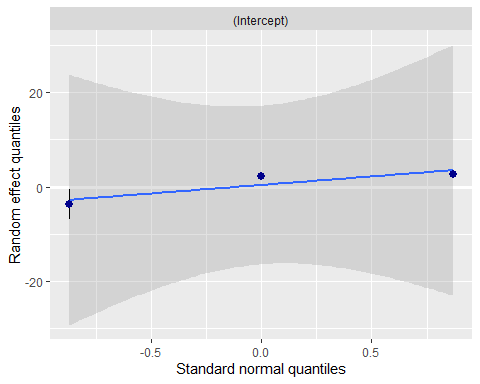 (Intercept)
20
0
-20
Random effect quantiles
-0.5
0.0
0.5
Standard normal quantiles